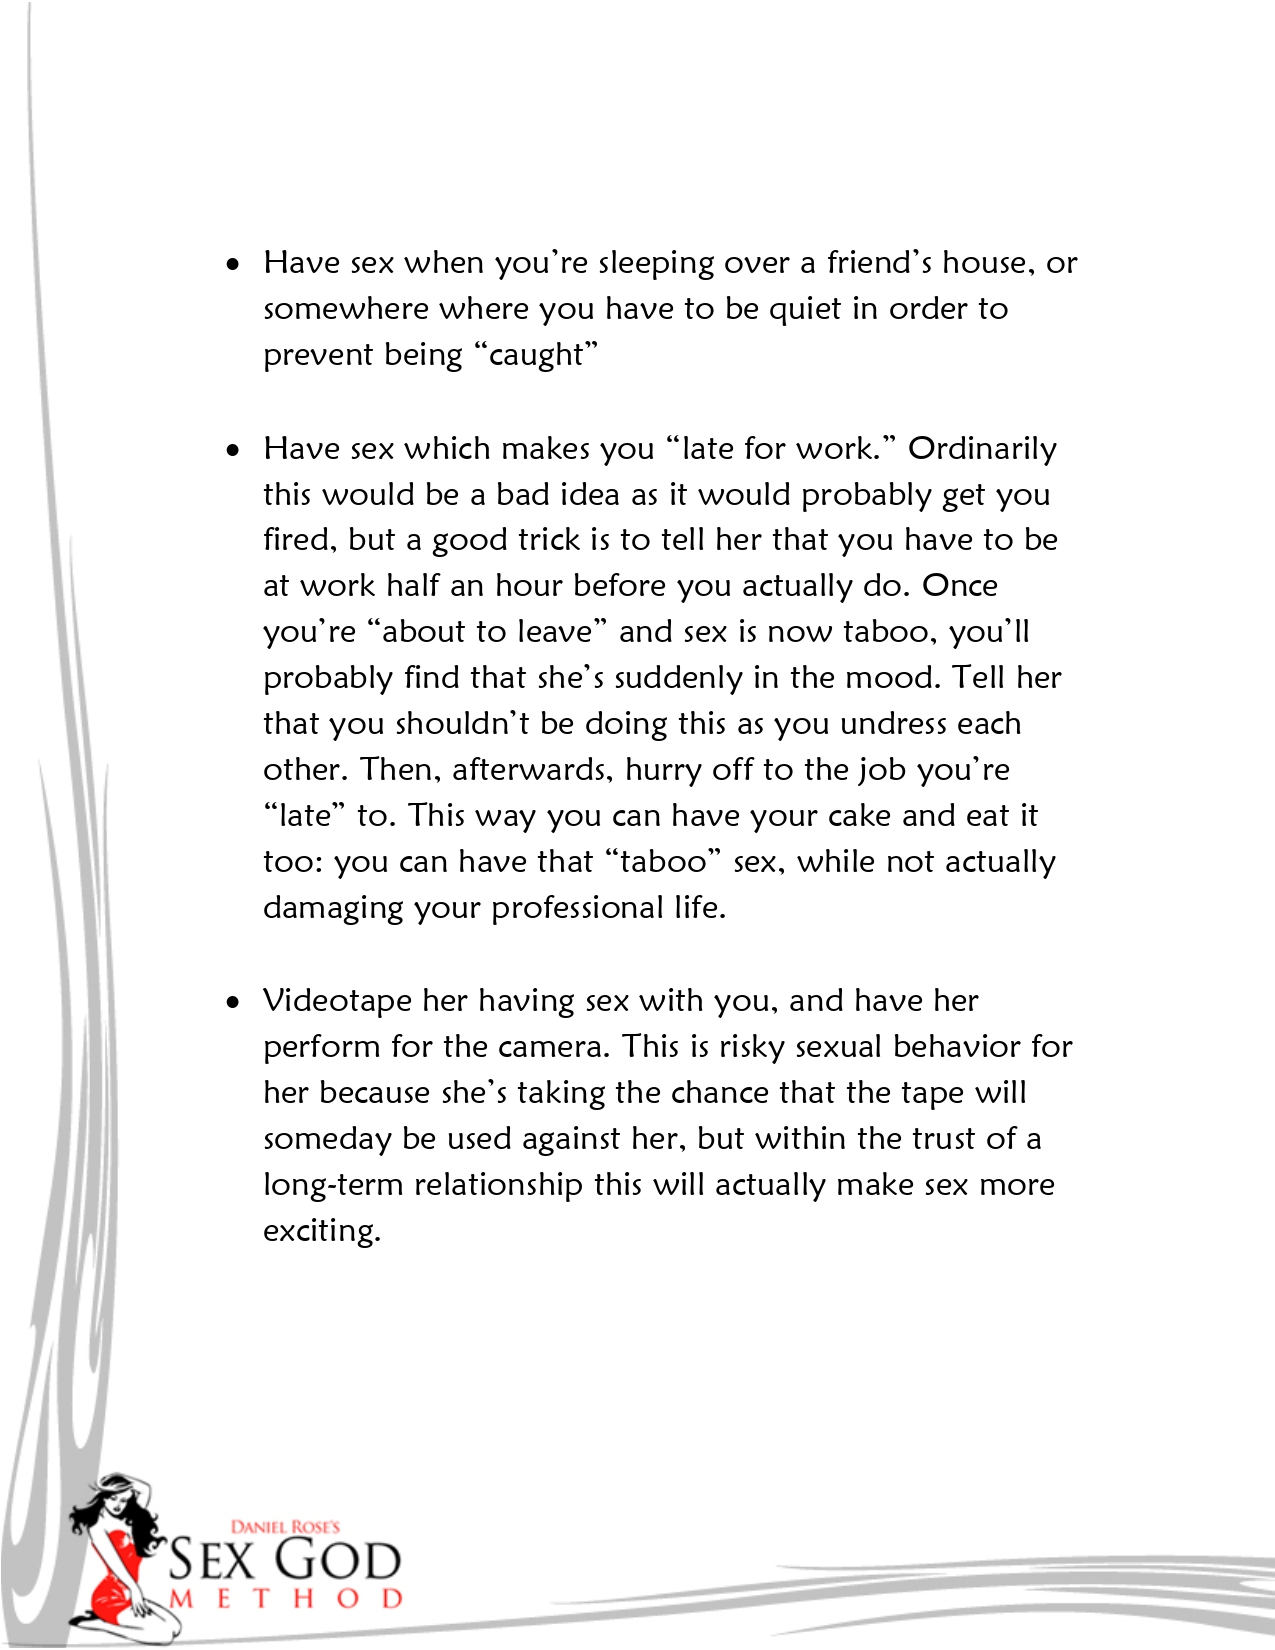 • Have sex when you’re sleeping over a friend’s house, or
somewhere where you have to be quiet in order to
prevent being “caught”
• Have sex which makes you “late for work.” Ordinarily
this would be a bad idea as it would probably get you
fired, but a good trick is to tell her that you have to be
at work half an hour before you actually do. Once
you’re “about to leave” and sex is now taboo, you’ll
probably find that she’s suddenly in the mood. Tell her
that you shouldn’t be doing this as you undress each
other. Then, afterwards, hurry off to the job you’re
“late” to. This way you can have your cake and eat it
too: you can have that “taboo” sex, while not actually
damaging your professional life.
• Videotape her having sex with you, and have her
perform for the camera. This is risky sexual behavior for
her because she’s taking the chance that the tape will
someday be used against her, but within the trust of a
long-term relationship this will actually make sex more
exciting.
DANIEL ROSE’S
SEX GOD
METHOD